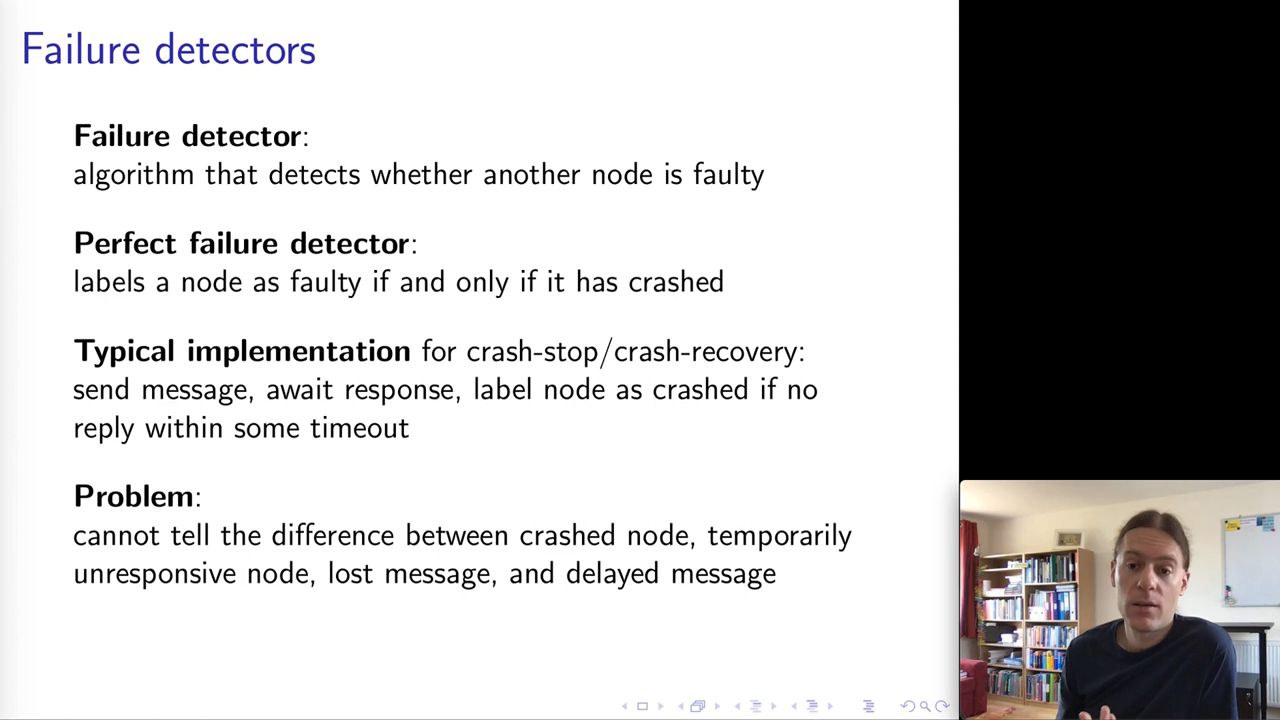 Failure detectors
Failure detector:
algorithm that detects whether another node is faulty
Perfect failure detector:
labels a node as faulty if and only if it has crashed
Typical implementation for crash-stop/crash-recovery:
send message, await response, label node as crashed if no
reply within some timeout
Problem:
cannot tell the difference between crashed node, temporarily
unresponsive node, lost message, and delayed message